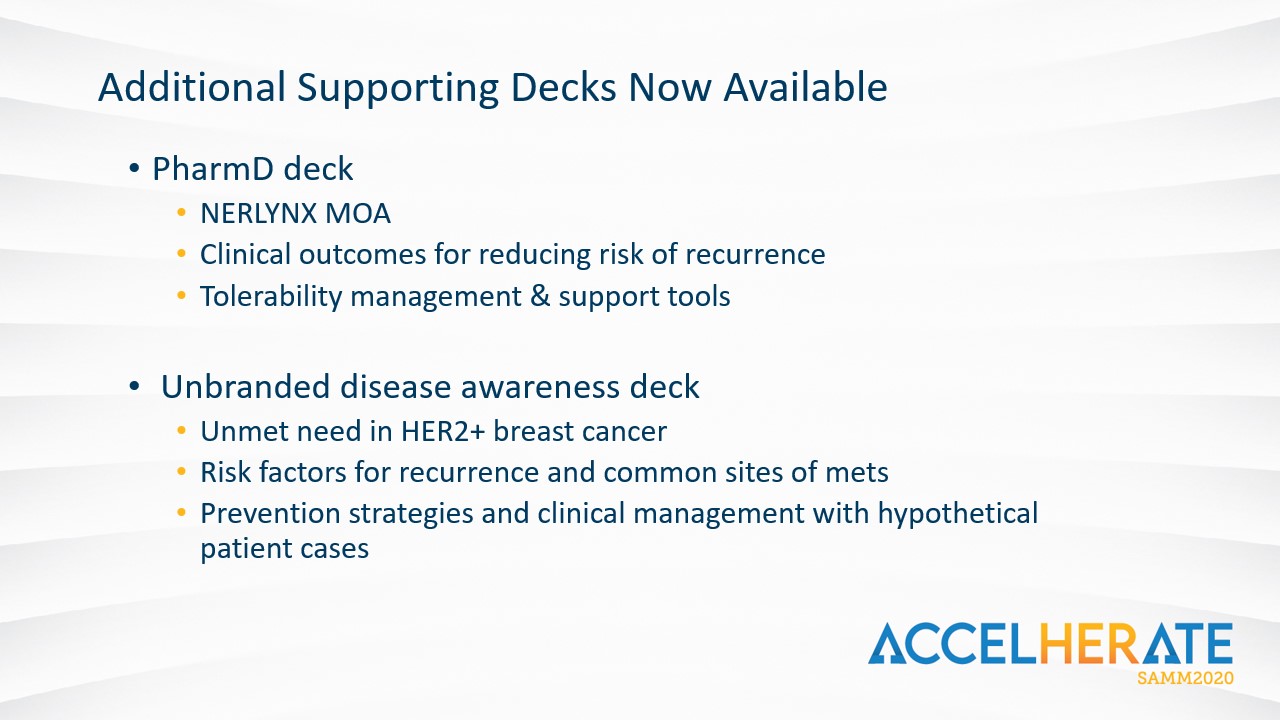 Additional Supporting Decks Now Available
• PharmD deck
• NERLYNX MOA
• Clinical outcomes for reducing risk of recurrence
• Tolerability management & support tools
• Unbranded disease awareness deck
• Unmet need in HER2+ breast cancer
• Risk factors for recurrence and common sites of mets
• Prevention strategies and clinical management with hypothetical
patient cases
ACCELHERATE
SAMM2020